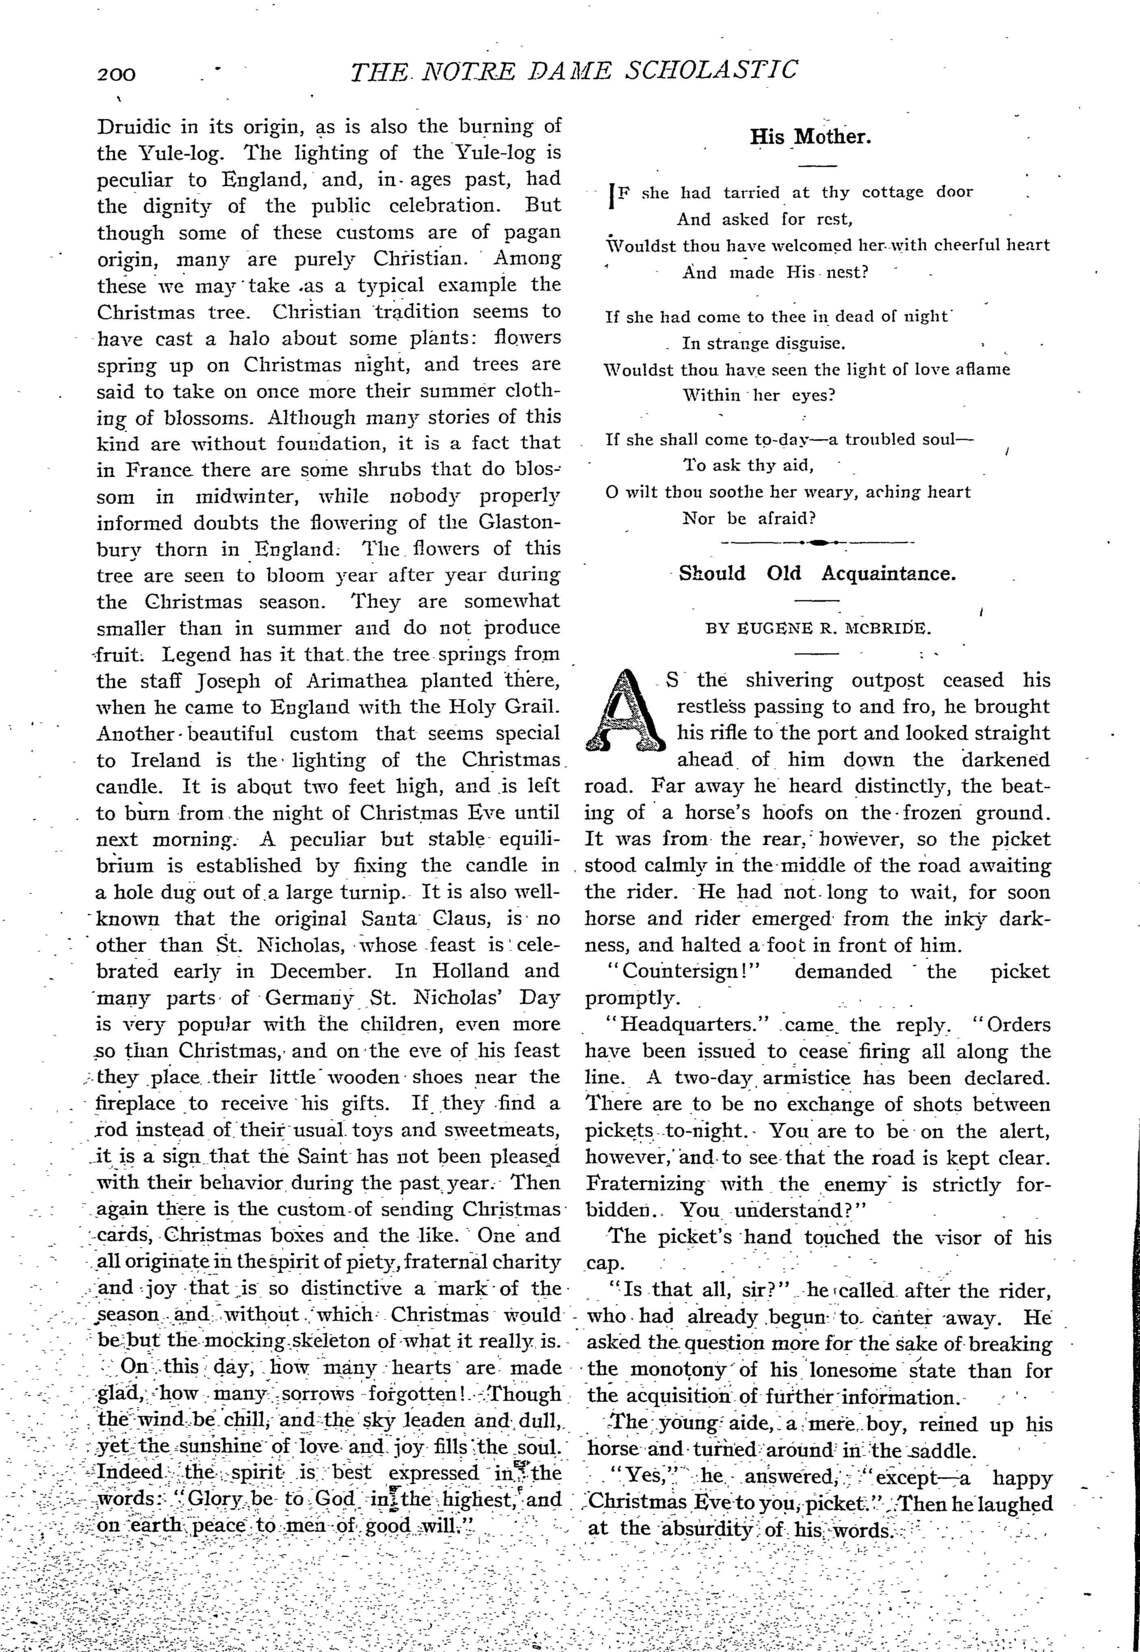 200
THE NOTRE DAME SCHOLASTIC
Druidic in its origin, as is also the burning of
the Yule-log. The lighting of the Yule-log is
peculiar to England, and, in ages past, had
the dignity of the public celebration. But
though some of these customs are of pagan
origin, many are purely Christian. Among
these we may take as a typical example the
Christmas tree. Christian tradition seems to
have cast a halo about some plants: flowers
spring up on Christmas night, and trees are
said to take on once more their summer cloth-
ing of blossoms. Although many stories of this
kind are without foundation, it is a fact that
in France there are some shrubs that do blos-
som in midwinter, while nobody properly
informed doubts the flowering of the Glaston-
bury thorn in England. The flowers of this
tree are seen to bloom year after year during
the Christmas season. They are somewhat
smaller than in summer and do not produce
fruit. Legend has it that the tree springs from
the staff Joseph of Arimathea planted there,
when he came to England with the Holy Grail.
Another beautiful custom that seems special
to Ireland is the lighting of the Christmas
candle. It is about two feet high, and is left
to burn from the night of Christmas Eve until
next morning. A peculiar but stable equili-
brium is established by fixing the candle in
a hole dug out of a large turnip. It is also well-
known that the original Santa Claus, is no
other than St. Nicholas, whose feast is cele-
brated early in December. In Holland and
many parts of Germany St. Nicholas' Day
is very popular with the children, even more
so than Christmas, and on the eve of his feast
they place their little wooden shoes near the
fireplace to receive his gifts. If they find a
rod instead of their usual toys and sweetmeats,
it is a sign that the Saint has not been pleased
with their behavior during the past year. Then
again there is the custom of sending Christmas
cards, Christmas boxes and the like. One and
all originate in the spirit of piety, fraternal charity
and joy that is so distinctive a mark of the
season and without which Christmas would
be but the mocking skeleton of what it really is.
On this day, how many hearts are made
glad, how many sorrows forgotten! Though
the wind be chill, and the sky leaden and dull,
yet the sunshine of love and joy fills the soul.
Indeed the spirit is best expressed in the
words: "Glory be to God in the highest, and
on earth peace to men of good will."
His Mother.
IF she had tarried at thy cottage door
And asked for rest,
Wouldst thou have welcomed her with cheerful heart
And made His nest?
If she had come to thee in dead of night
In strange disguise.
Wouldst thou have seen the light of love aflame
Within her eyes?
If she shall come to-day—a troubled soul—
To ask thy aid,
O wilt thou soothe her weary, aching heart
Nor be afraid?
Should Old Acquaintance.
BY EUGENE R. MCBRIDE.
AS the shivering outpost ceased his
restless passing to and fro, he brought
his rifle to the port and looked straight
ahead of him down the darkened
road. Far away he heard distinctly, the beat-
ing of a horse's hoofs on the frozen ground.
It was from the rear, however, so the picket
stood calmly in the middle of the road awaiting
the rider. He had not long to wait, for soon
horse and rider emerged from the inky dark-
ness, and halted a foot in front of him.
"Countersign!" demanded the picket
promptly.
"Headquarters." came the reply. "Orders
have been issued to cease firing all along the
line. A two-day armistice has been declared.
There are to be no exchange of shots between
pickets to-night. You are to be on the alert,
however, and to see that the road is kept clear.
Fraternizing with the enemy is strictly for-
bidden. You understand?"
The picket's hand touched the visor of his
cap.
"Is that all, sir?" he called after the rider,
who had already begun to canter away. He
asked the question more for the sake of breaking
the monotony of his lonesome state than for
the acquisition of further information.
The young aide, a mere boy, reined up his
horse and turned around in the saddle.
"Yes," he answered, "except—a happy
Christmas Eve to you, picket." Then he laughed
at the absurdity of his words.